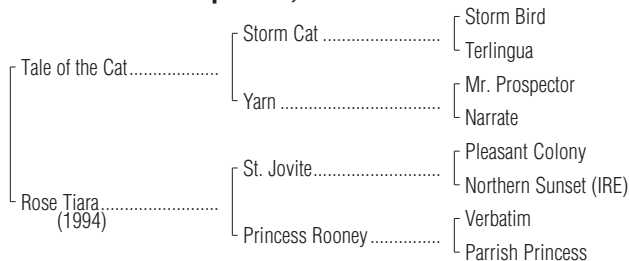 Storm Bird
Storm Cat ........................
Terlingua
Tale of the Cat..................
Mr. Prospector
Yarn ................................
Narrate
Pleasant Colony
St. Jovite.........................
Northern Sunset (IRE)
Rose Tiara........................
(1994)
Verbatim
Princess Rooney ..............
Parrish Princess